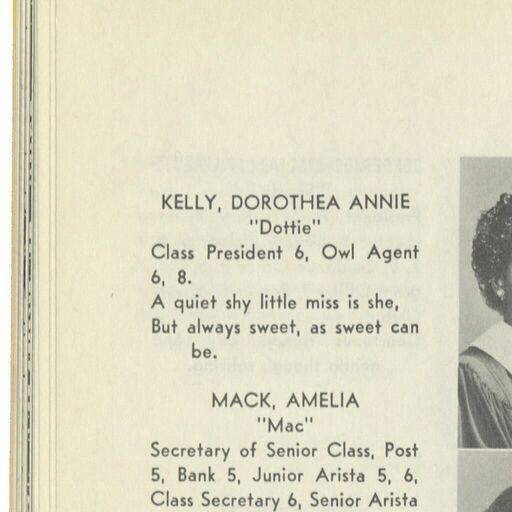 KELLY, DOROTHEA ANNIE
"Dottie"
Class President 6, Owl Agent
6, 8.
A quiet shy little miss is she,
But always sweet, as sweet can
be.
MACK, AMELIA
"Mac"
Secretary of Senior Class, Post
5, Bank 5, Junior Arista 5, 6,
Class Secretary 6, Senior Arista